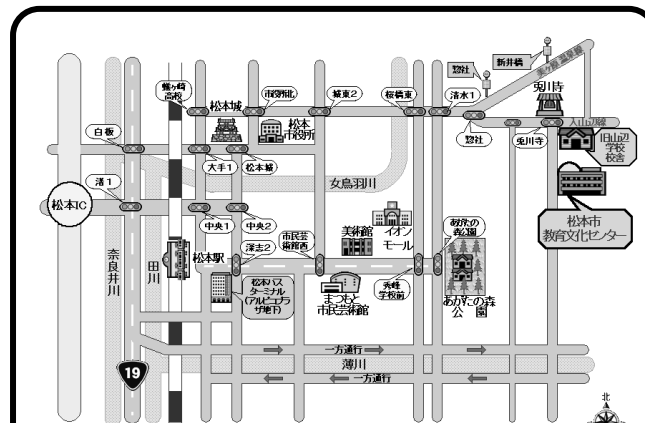 新井橋
惣社
美ヶ原温泉線
兎川寺
蟻ヶ崎
高校
松本城
市役所北
城東2
桜橋東
清水1
松本
市役所
惣社
入山辺線
兎川寺
旧山辺
学校
校舎
白板
大手1
松本城
女鳥羽川
渚1
松本IC
松本市
教育文化センター
中央1
中央2
美術館
イオン
モール
あがたの
森公園
深志2
市民芸
術館西
奈良井川
田川
松本駅
松本バス
ターミナル
(アルピコプラ
ザ地下)
まつもと
市民芸術館
秀峰
学校前
あがたの森
公園
一方通行
薄川
一方通行
19
北